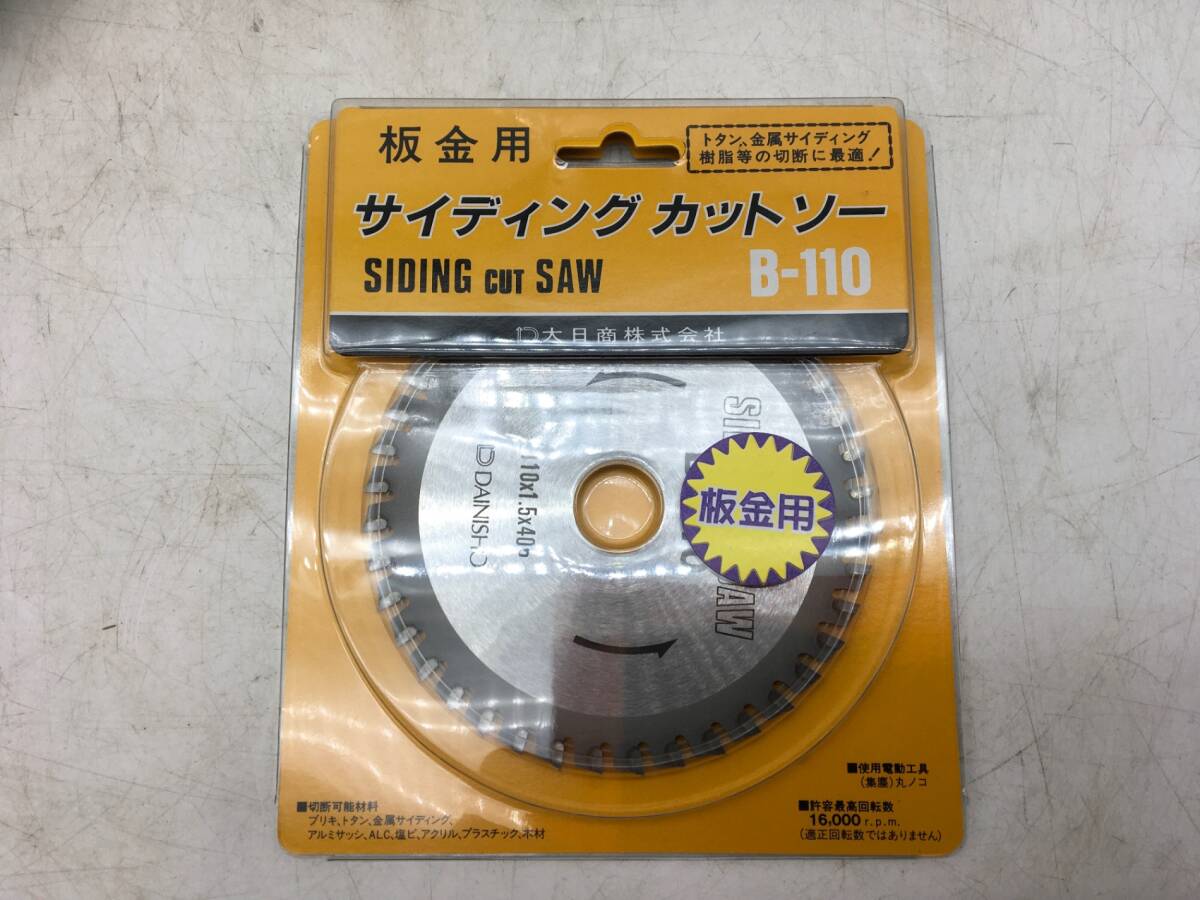 板金用
トタン、金属サイディング
樹脂等の切断に最適!
サイディング カットソー
SIDING CUT SAW
B-110
大日商株式会社
DAINISHO
110x1.5x40
板金用
SAW
■使用電動工具
(集塵)丸ノコ
■切断可能材料
ブリキ、トタン、金属サイディング、
アルミサッシ、ALC、塩ビ、アクリル、プラスチック、木材
■許容最高回転数
16,000 r.p.m.
(適正回転数ではありません)